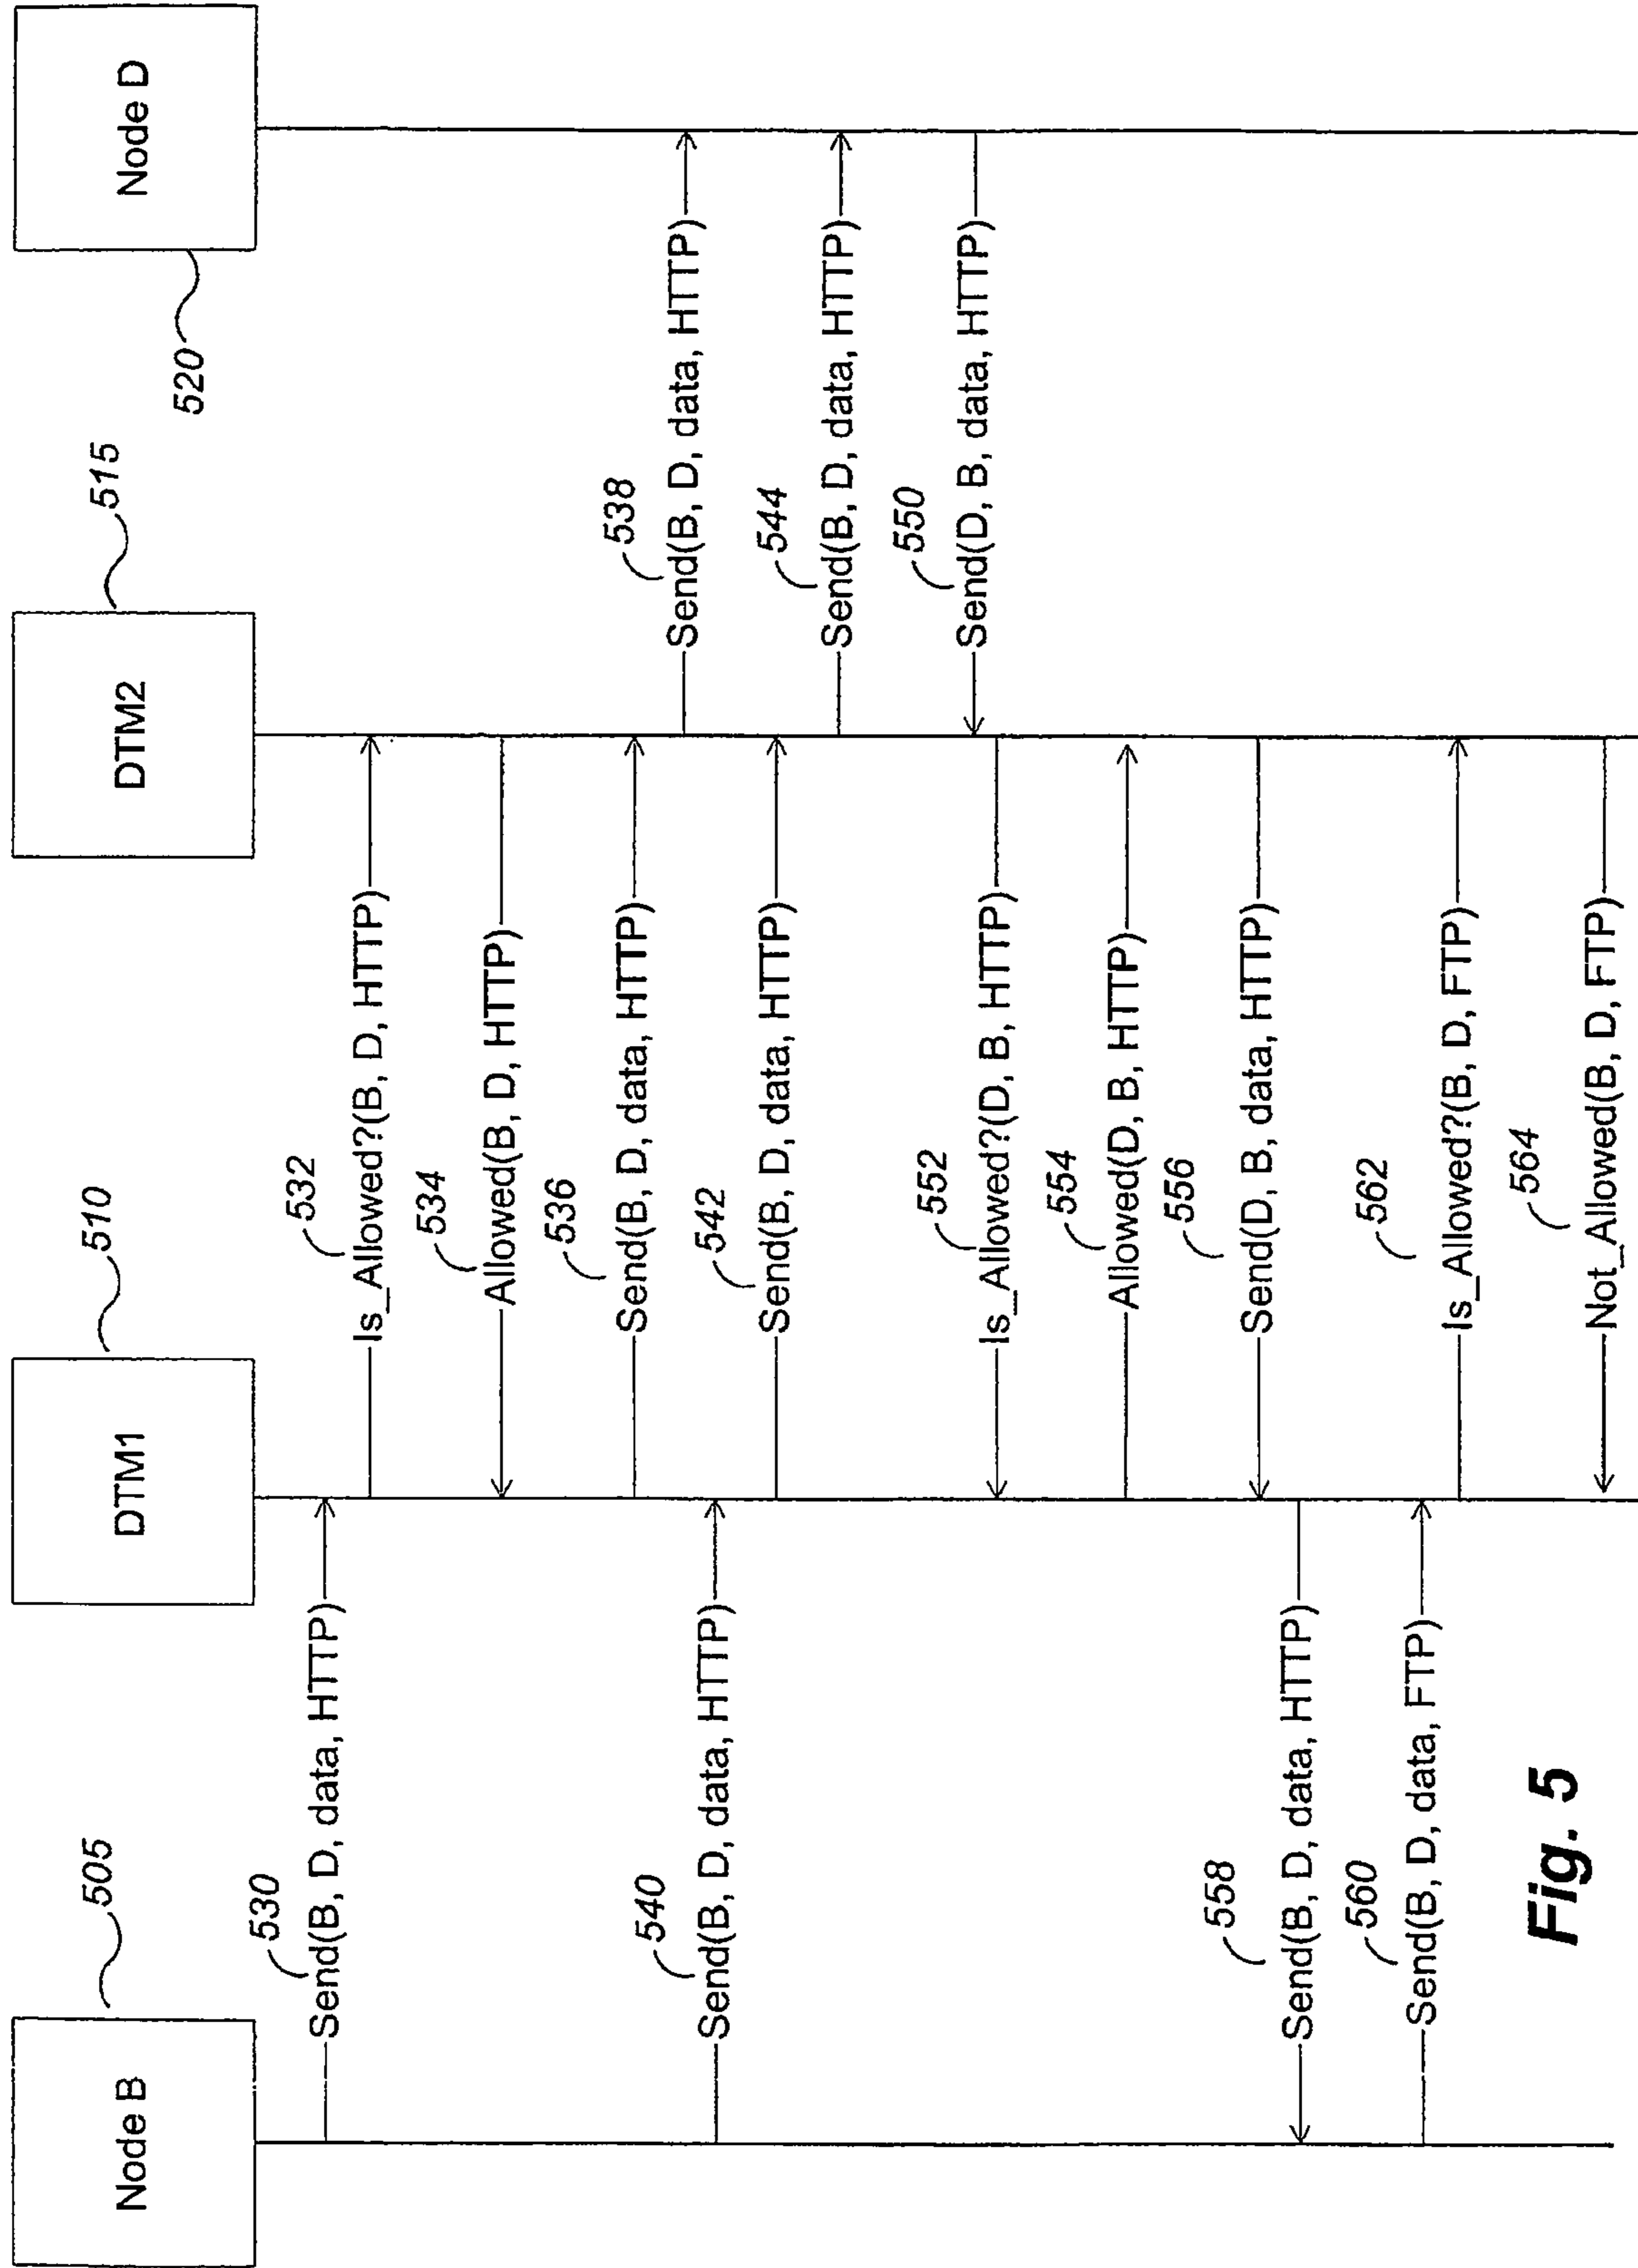 Node B
505
DTM1
510
DTM2
515
Node D
520
530
Send(B, D, data, HTTP)
532
Is_Allowed?(B, D, HTTP)
534
Allowed(B, D, HTTP)
536
Send(B, D, data, HTTP)
538
Send(B, D, data, HTTP)
540
Send(B, D, data, HTTP)
542
Send(B, D, data, HTTP)
544
Send(B, D, data, HTTP)
550
Send(D, B, data, HTTP)
552
Is_Allowed?(D, B, HTTP)
554
Allowed(D, B, HTTP)
556
Send(D, B, data, HTTP)
558
Send(B, D, data, HTTP)
560
Send(B, D, data, FTP)
562
Is_Allowed?(B, D, FTP)
564
Not_Allowed(B, D, FTP)
Fig. 5